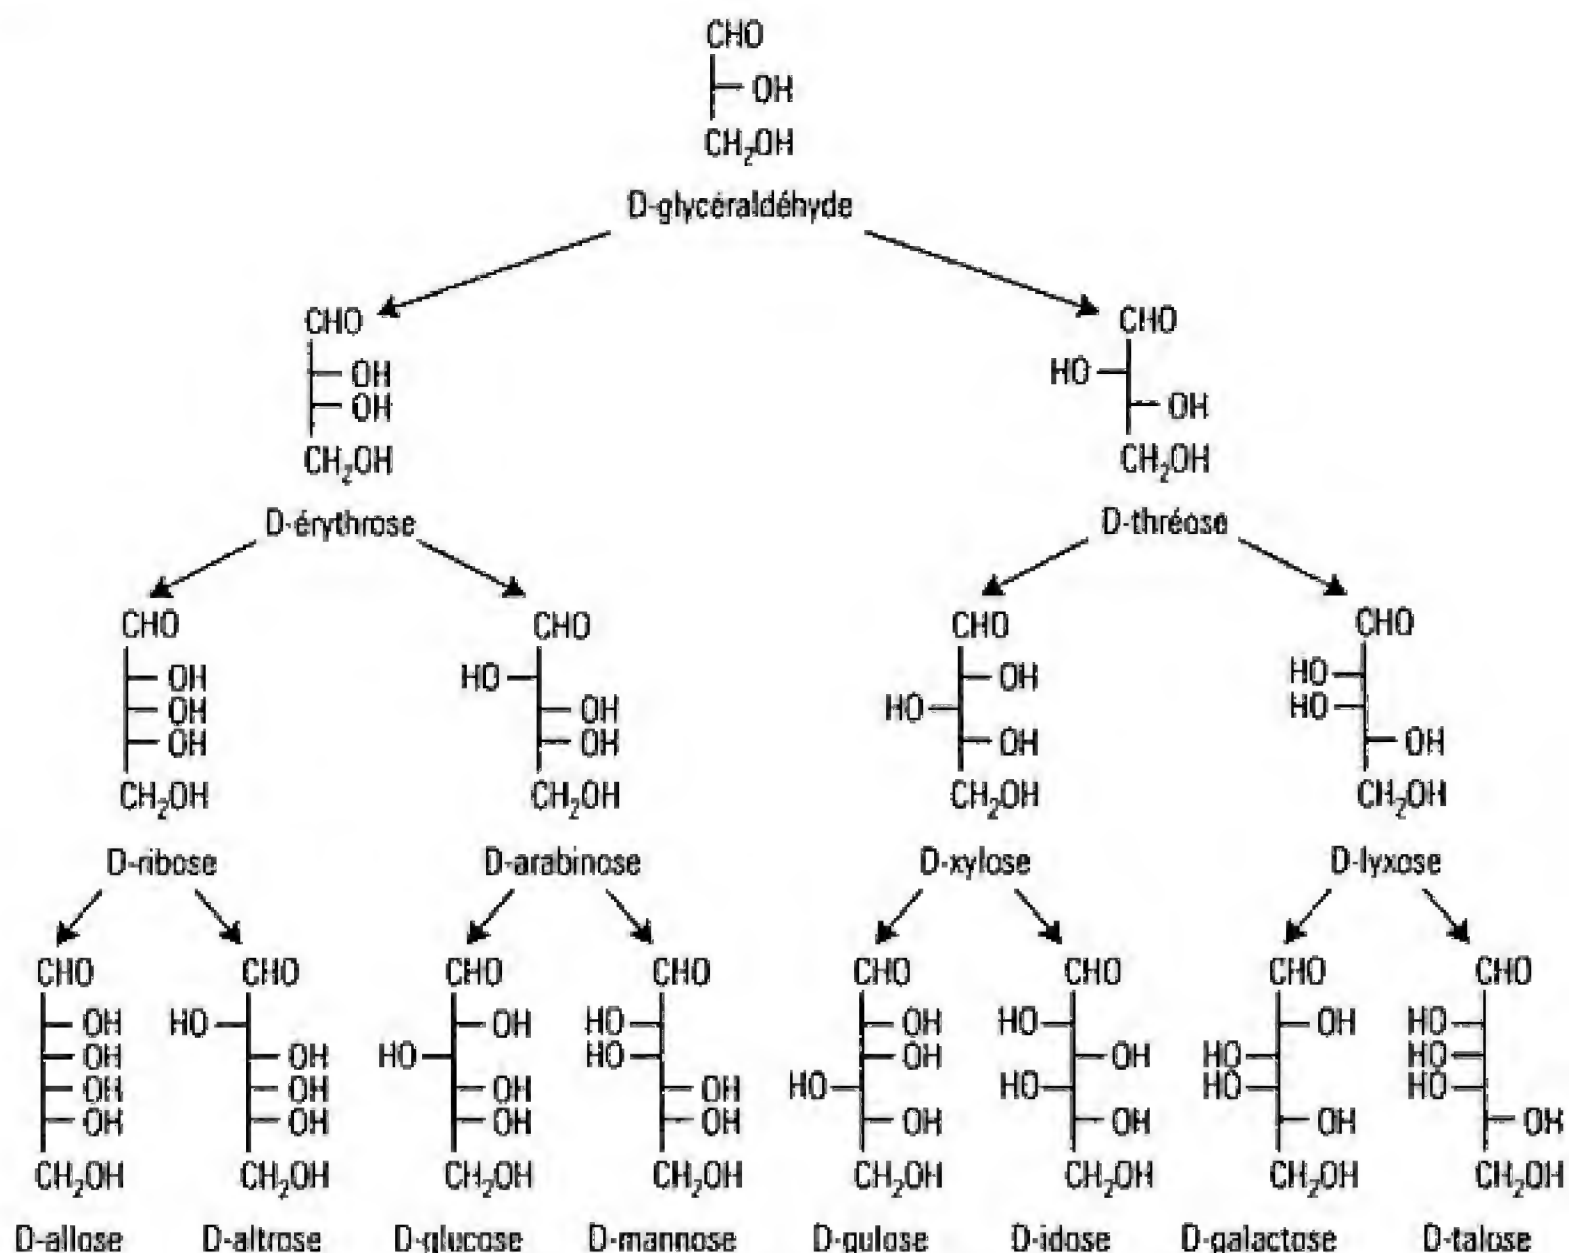 CHO
OH
CH₂OH
D-glycéraldéhyde
CHO CHO
OH HO
OH OH
CH₂OH CH₂OH
D-érythrose D-thréose
CHO CHO CHO CHO
OH HO OH HO
OH OH HO HO
OH OH OH OH
CH₂OH CH₂OH CH₂OH CH₂OH
D-ribose D-arabinose D-xylose D-lyxose
CHO CHO CHO CHO CHO CHO CHO CHO
OH HO OH HO OH HO OH HO
OH OH HO HO OH OH HO HO
OH OH OH OH HO HO HO HO
OH OH OH OH OH OH OH OH
CH₂OH CH₂OH CH₂OH CH₂OH CH₂OH CH₂OH CH₂OH CH₂OH
D-allose D-altrose D-glucose D-mannose D-gulose D-idose D-galactose D-talose